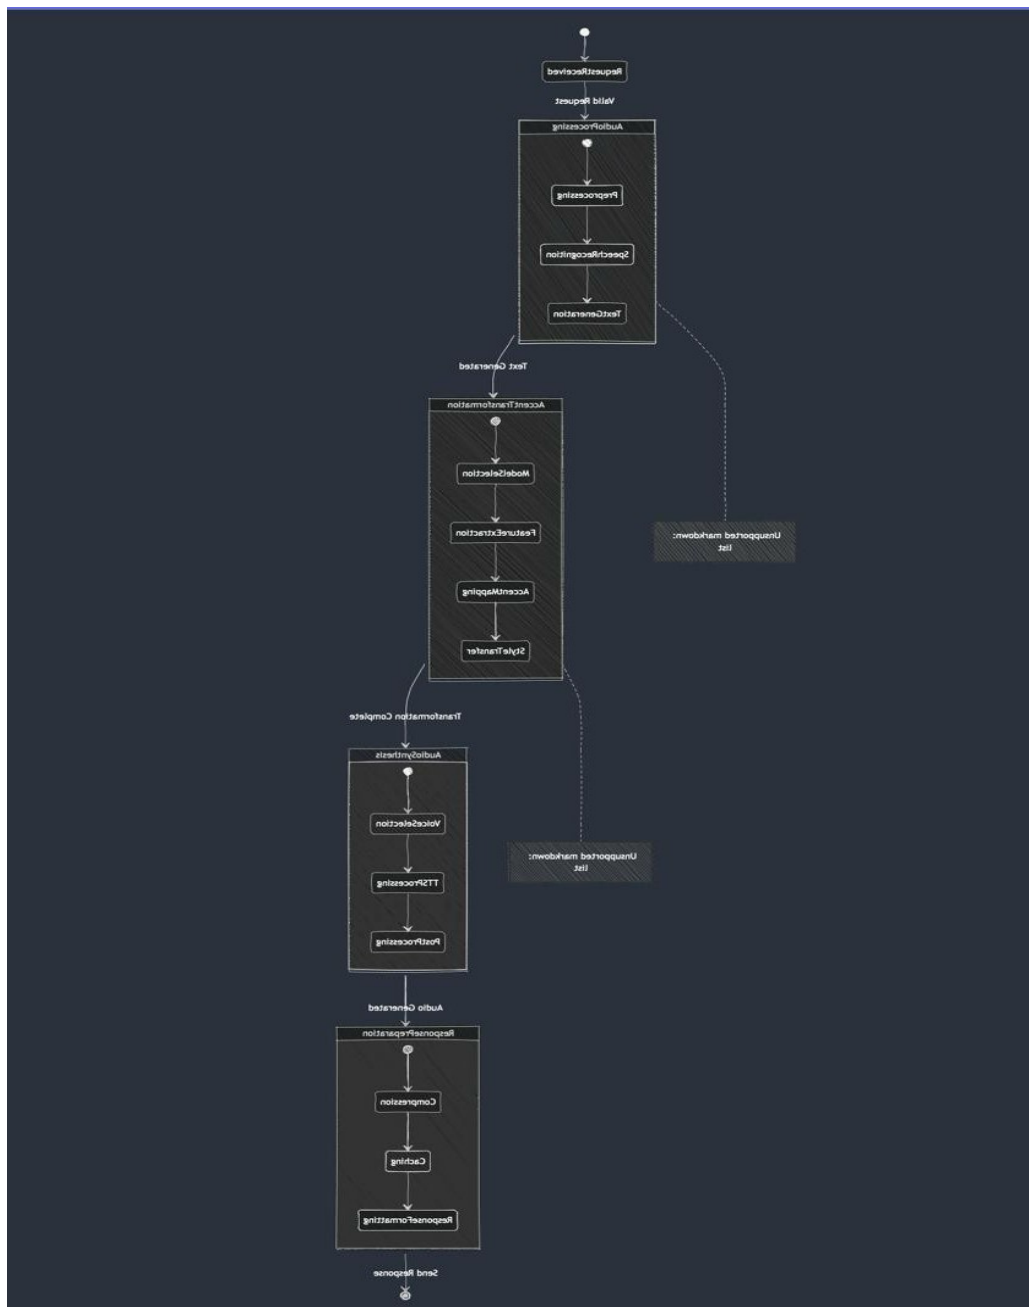 RequestReceived
Valid Request
AudioProcessing
Preprocessing
SpeechRecognition
TextGeneration
Text Generated
AccentTransformation
ModelSelection
FeatureExtraction
AccentMapping
StyleTransfer
Unsupported markdown:
list
Transformation Complete
AudioSynthesis
VoiceSelection
TTSProcessing
PostProcessing
Unsupported markdown:
list
Audio Generated
ResponsePreparation
Compression
Caching
ResponseFormatting
Send Response